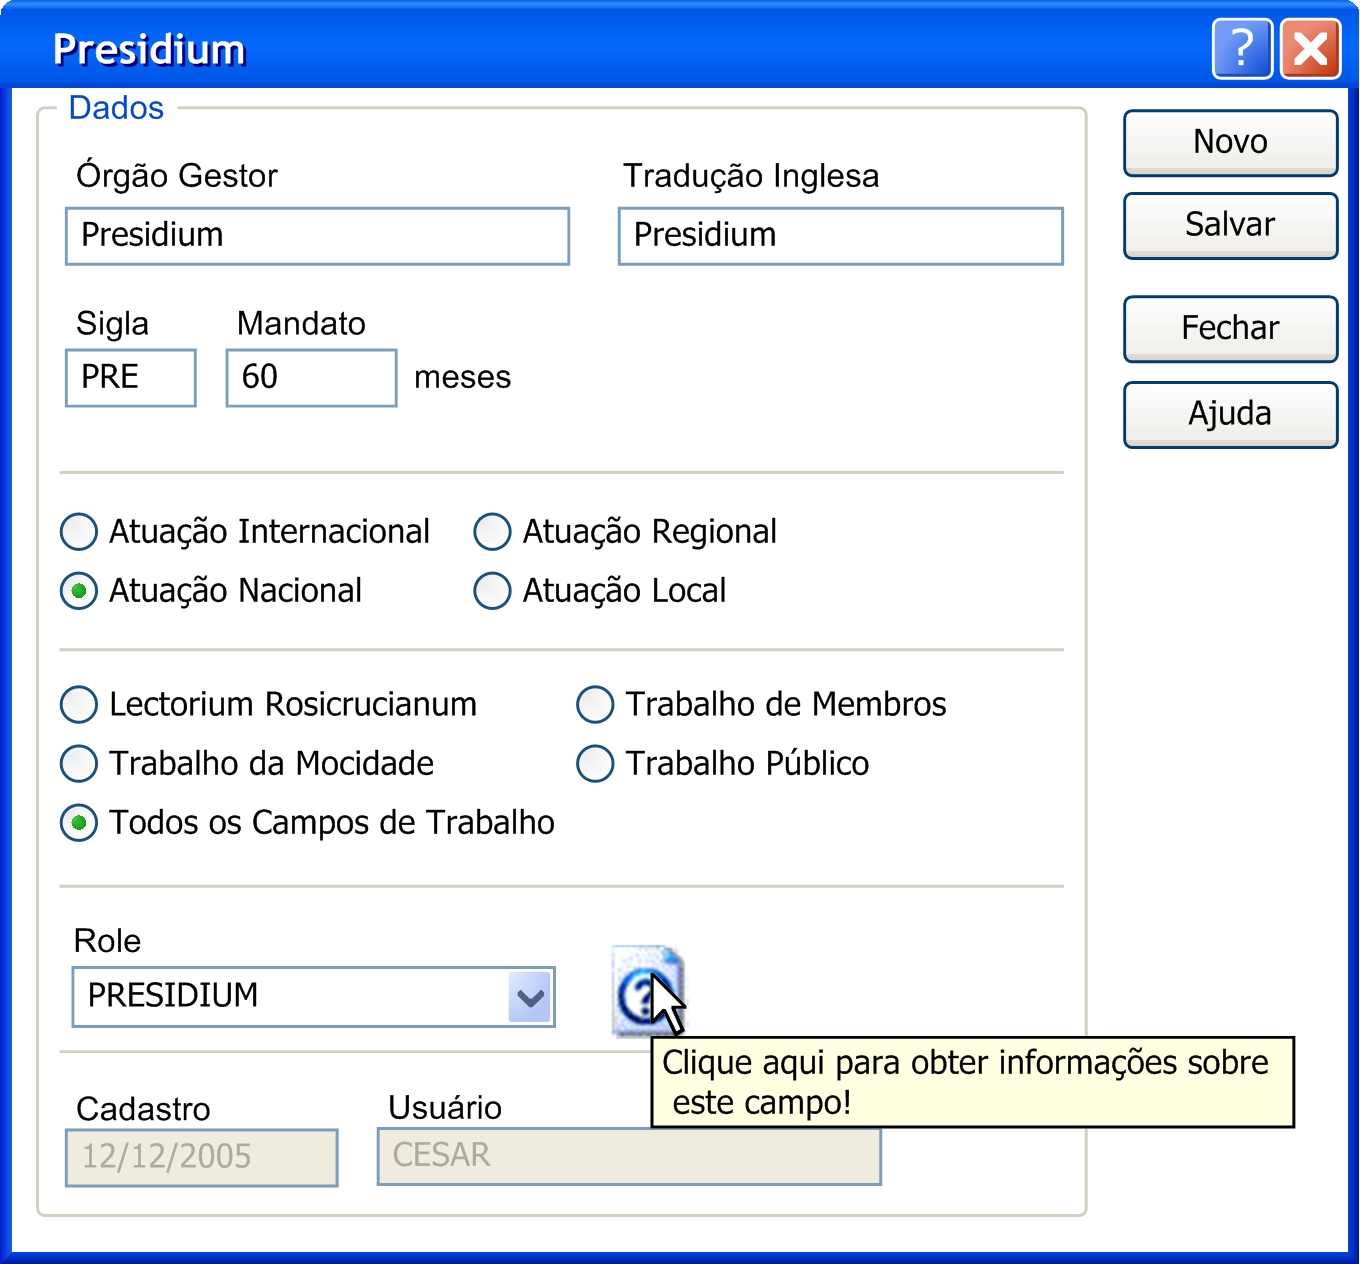 Presidium
?
Dados
Novo
Órgão Gestor
Tradução Inglesa
Presidium
Presidium
Salvar
Sigla
Mandato
Fechar
PRE
60
meses
Ajuda
Atuação Internacional
Atuação Regional
Atuação Nacional
Atuação Local
Lectorium Rosicrucianum
Trabalho de Membros
Trabalho da Mocidade
Trabalho Público
Todos os Campos de Trabalho
Role
PRESIDIUM
?
Clique aqui para obter informações sobre
este campo!
Cadastro
Usuário
12/12/2005
CESAR